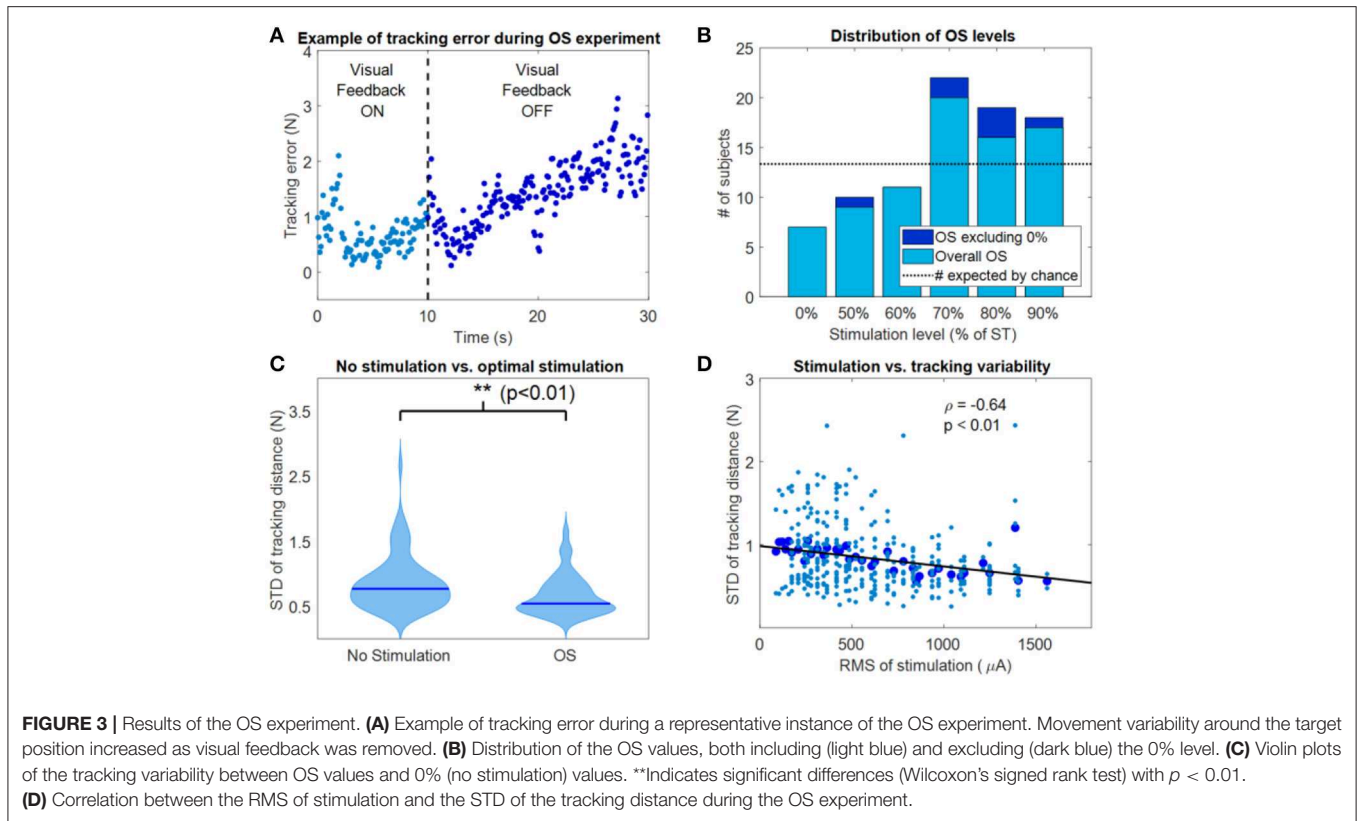 A
Example of tracking error during OS experiment
Visual
Feedback
ON
Visual
Feedback
OFF
Tracking error (N)
4
3
2
1
0
0
10
20
30
Time (s)
B
Distribution of OS levels
# of subjects
25
20
15
10
5
0
OS excluding 0%
Overall OS
# expected by chance
0%
50%
60%
70%
80%
90%
Stimulation level (% of ST)
C
No stimulation vs. optimal stimulation
** (p<0.01)
STD of tracking distance (N)
3.5
2.5
1.5
0.5
No Stimulation
OS
D
Stimulation vs. tracking variability
ρ = -0.64
p < 0.01
STD of tracking distance (N)
3
2
1
0
0
500
1000
1500
RMS of stimulation ( μA)
FIGURE 3 | Results of the OS experiment. (A) Example of tracking error during a representative instance of the OS experiment. Movement variability around the target
position increased as visual feedback was removed. (B) Distribution of the OS values, both including (light blue) and excluding (dark blue) the 0% level. (C) Violin plots
of the tracking variability between OS values and 0% (no stimulation) values. **Indicates significant differences (Wilcoxon's signed rank test) with p < 0.01.
(D) Correlation between the RMS of stimulation and the STD of the tracking distance during the OS experiment.